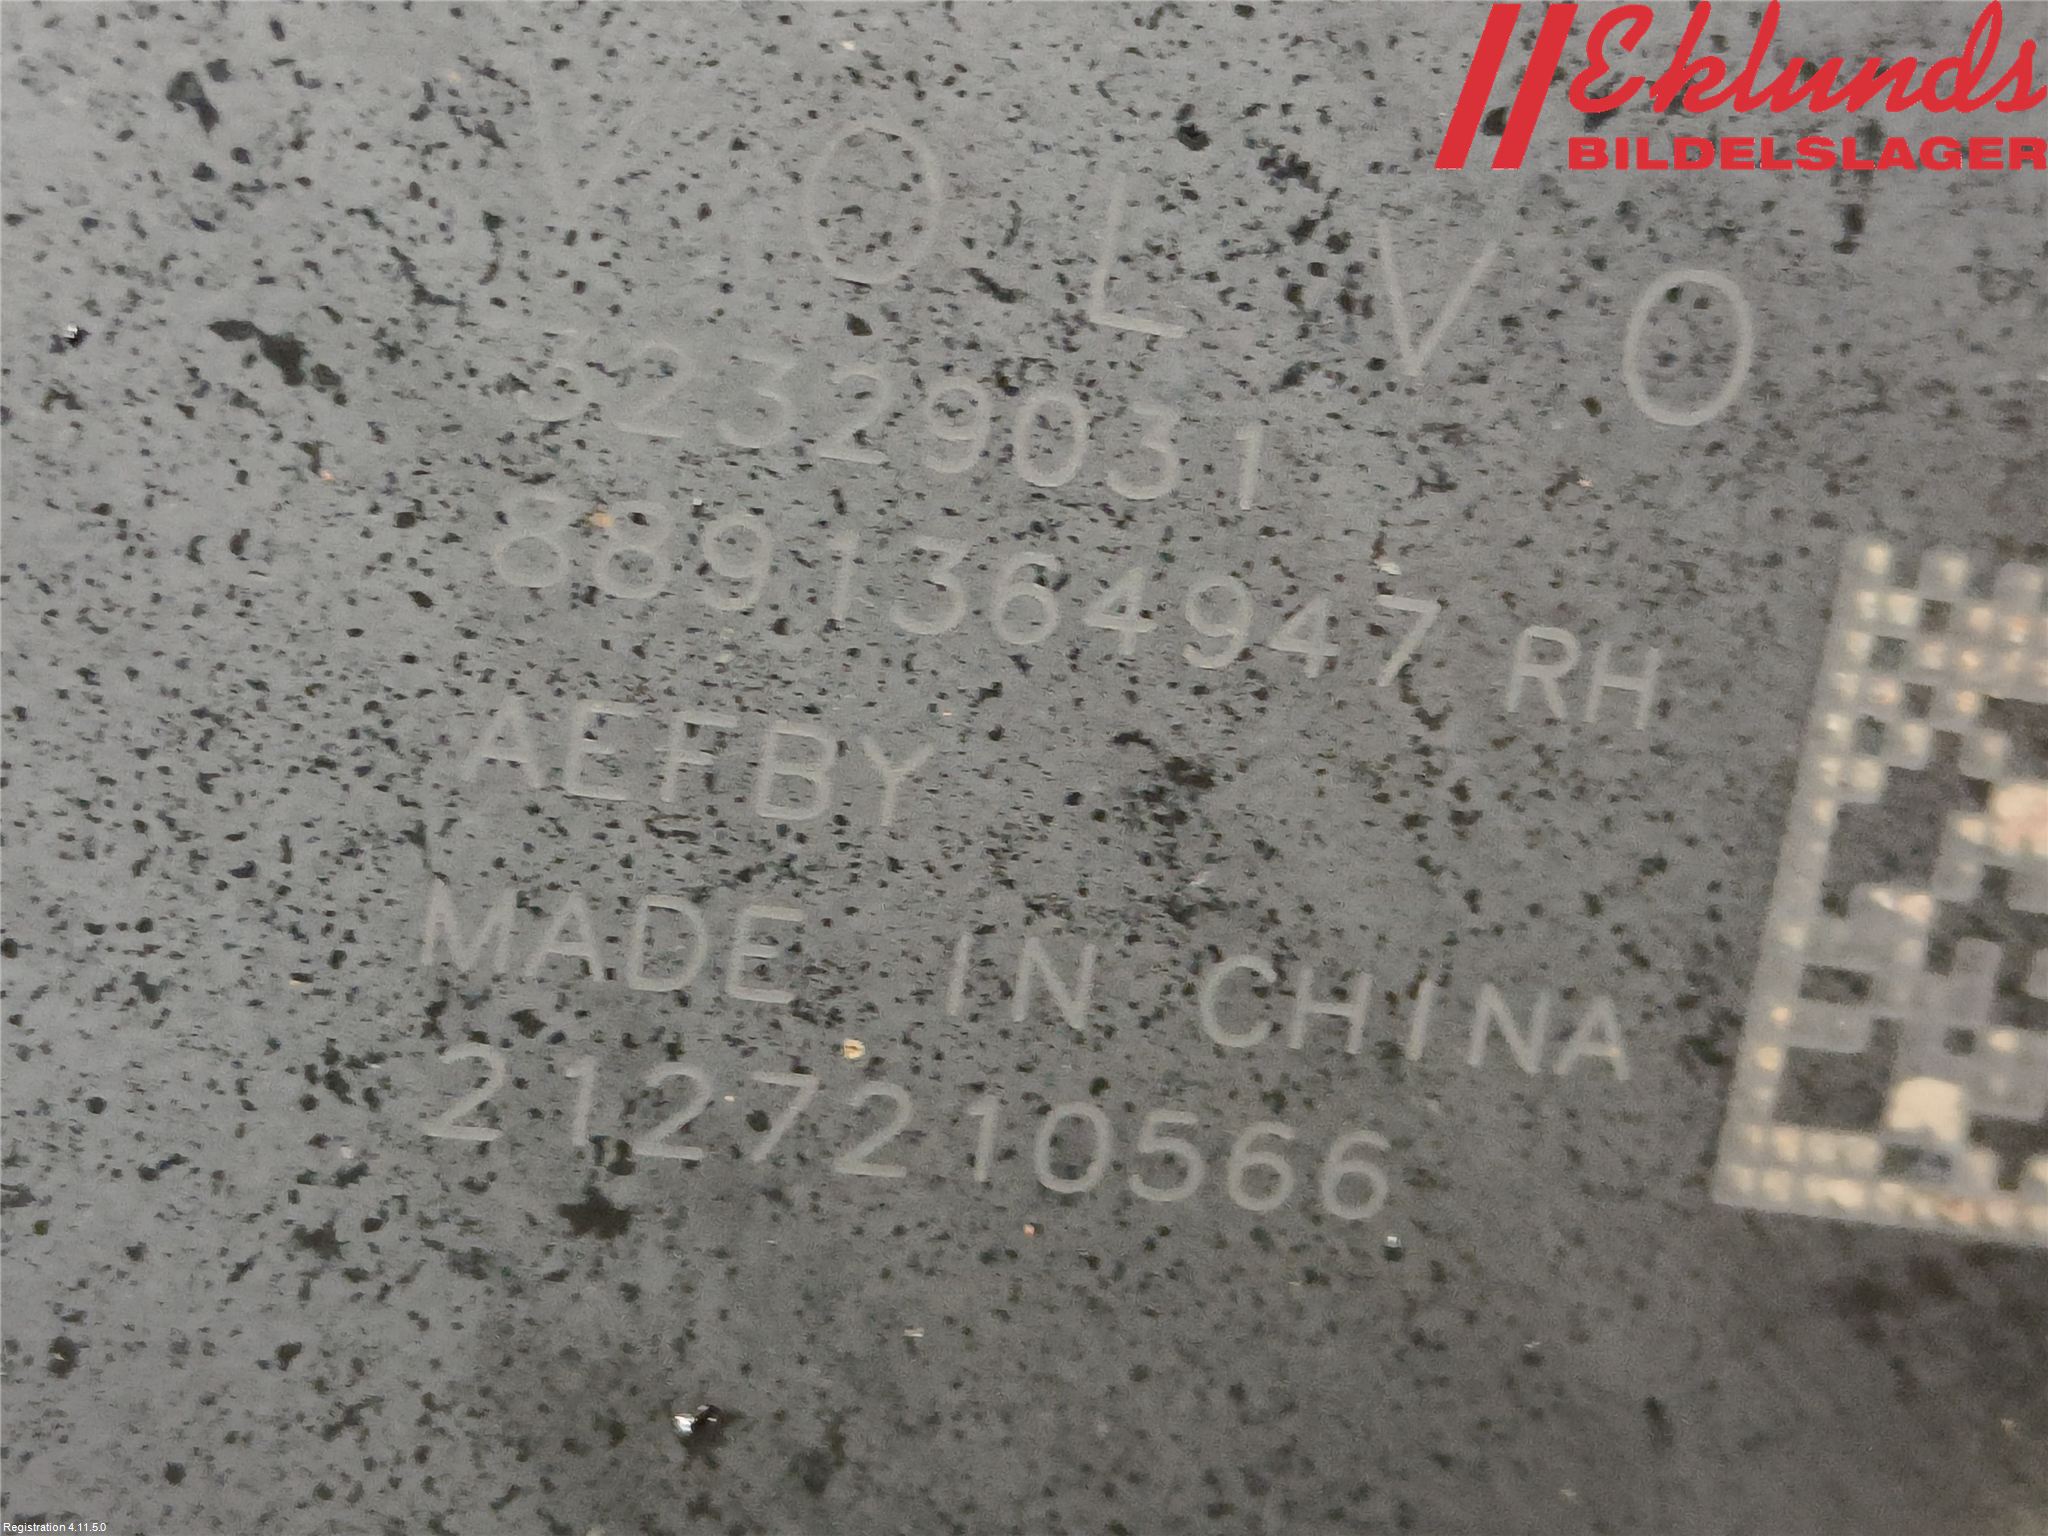 Eklunds
BILDELSLAGER
VOLVO
32329031
8891364947 RH
AEFBY
MADE IN CHINA
2127210566
Registration 4.11.5.0